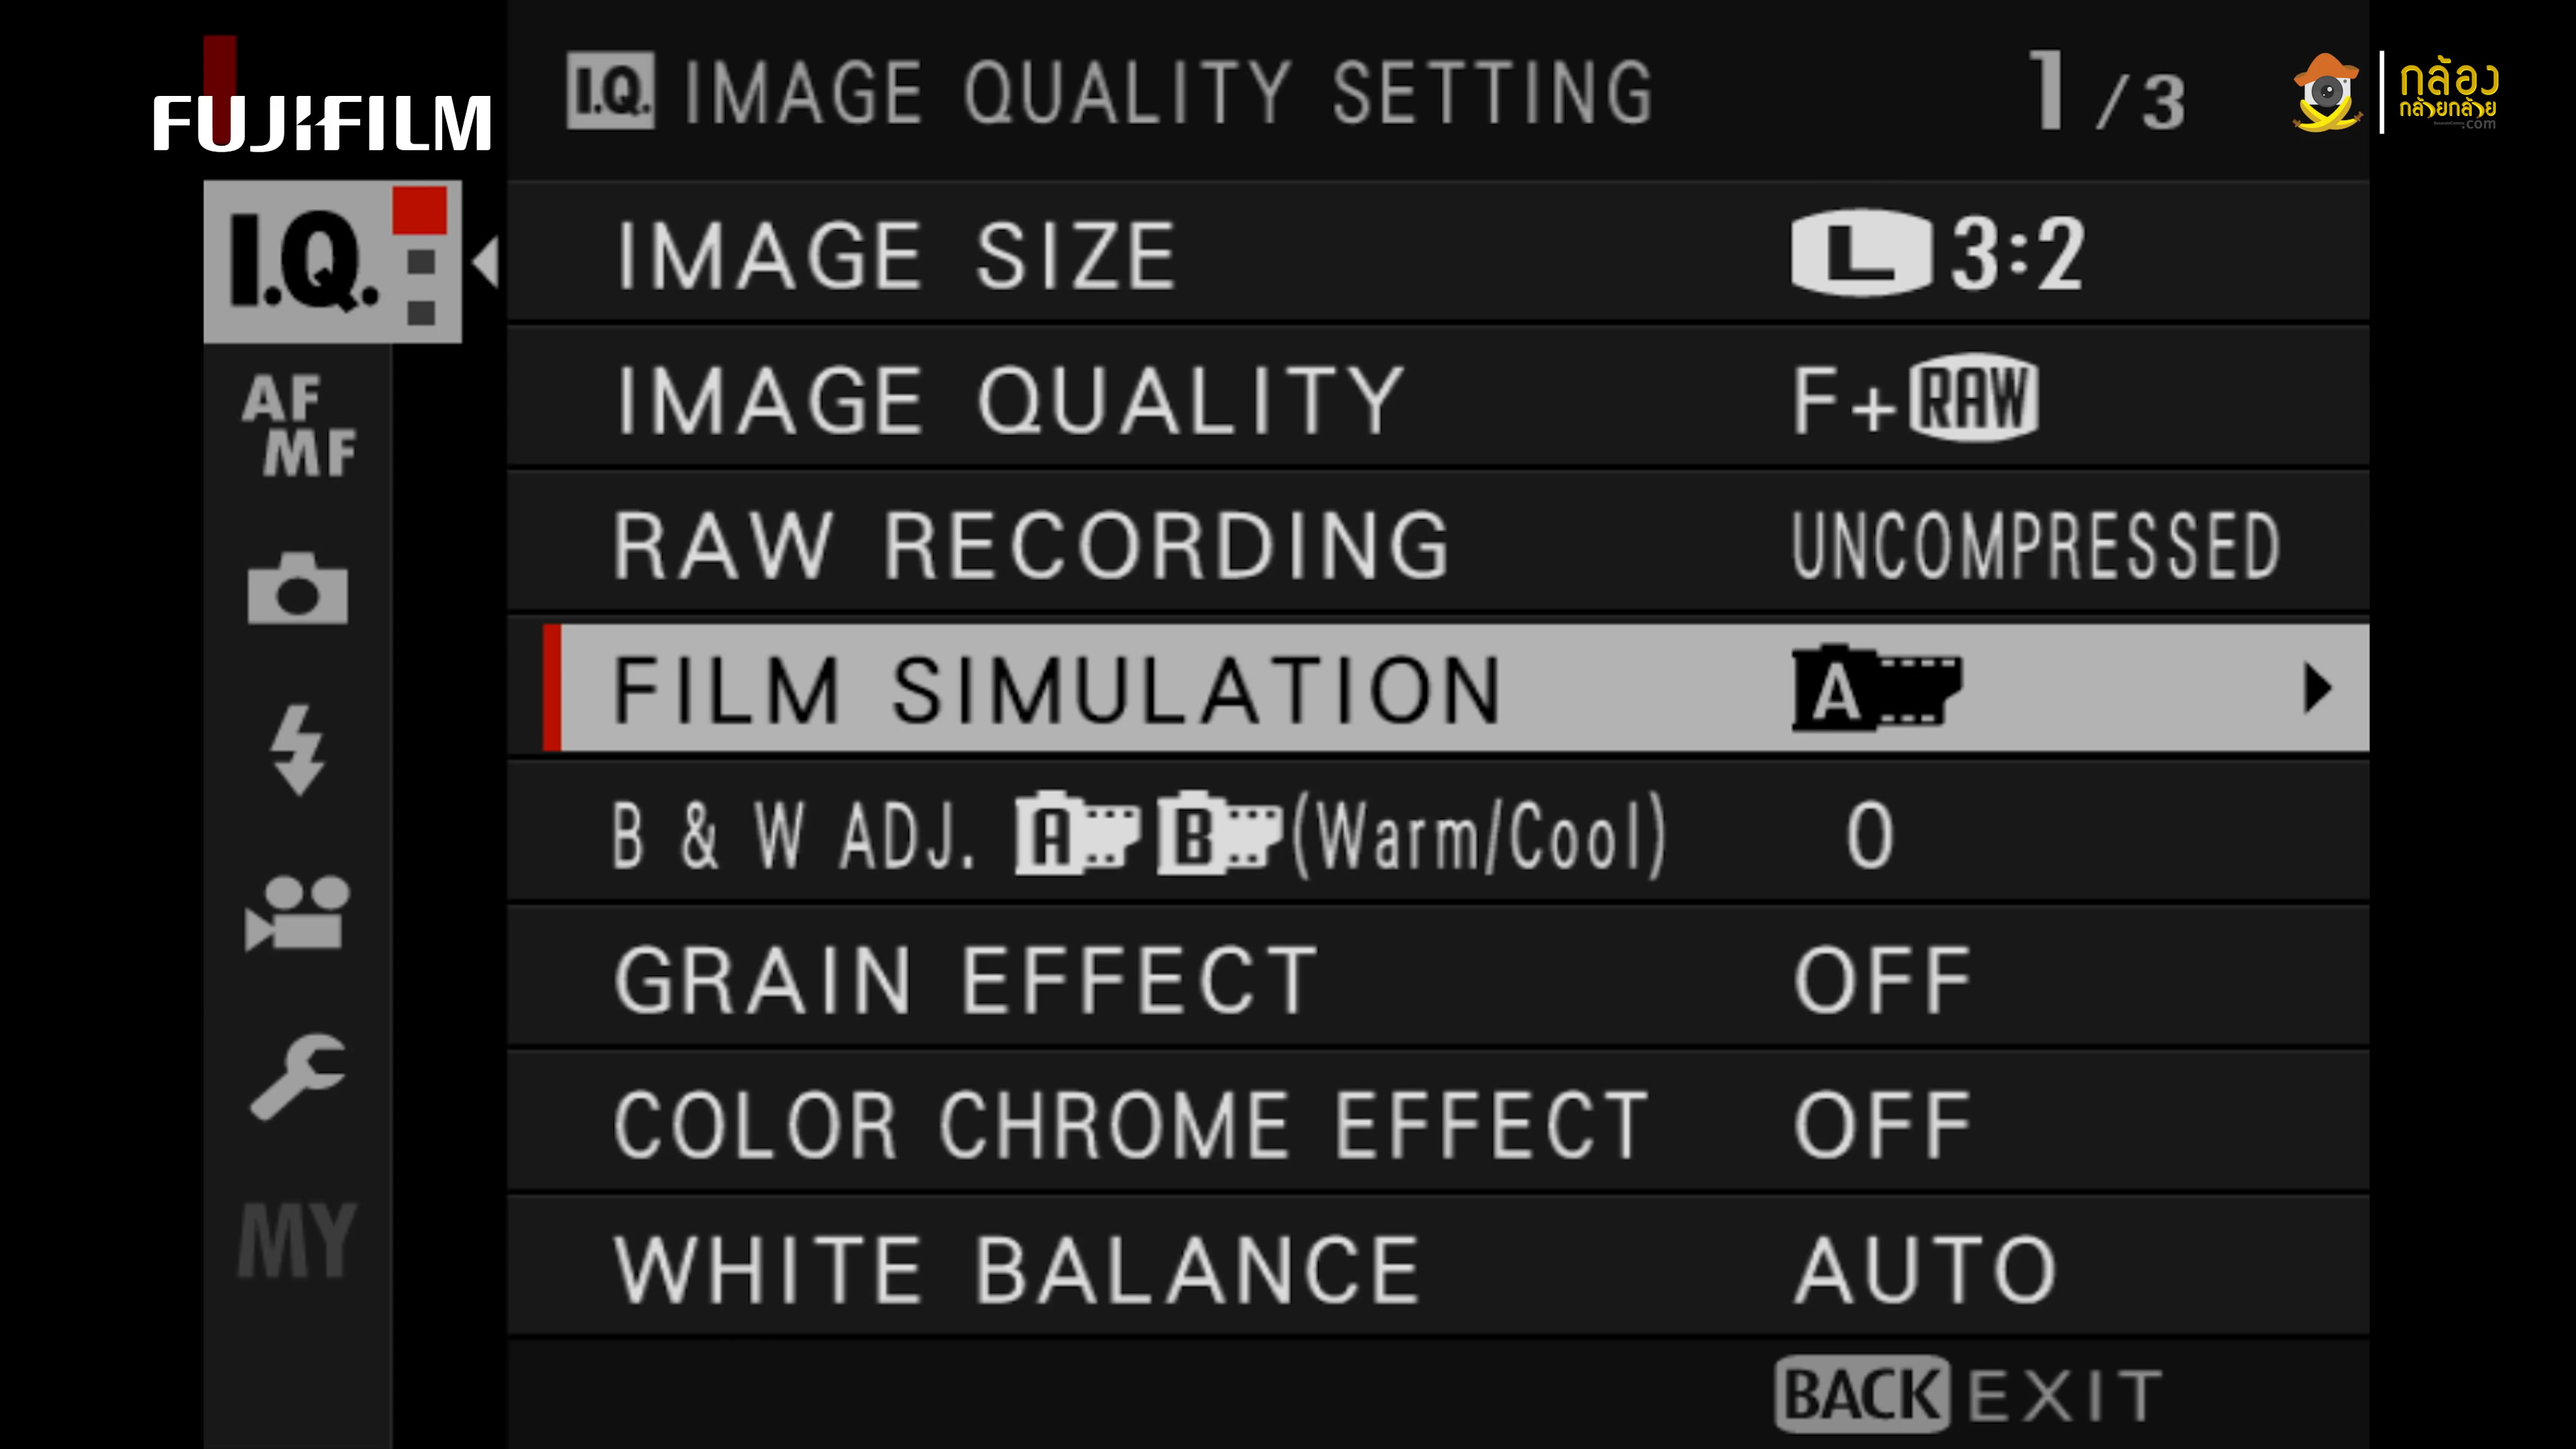 FUJIFILM
I.Q. IMAGE QUALITY SETTING 1/3
กล้อง
กล้วยกล้วย
.com
I.Q.
AF
MF
MY
IMAGE SIZE L 3:2
IMAGE QUALITY F+RAW
RAW RECORDING UNCOMPRESSED
FILM SIMULATION A
B & W ADJ. A B (Warm/Cool) 0
GRAIN EFFECT OFF
COLOR CHROME EFFECT OFF
WHITE BALANCE AUTO
BACK EXIT